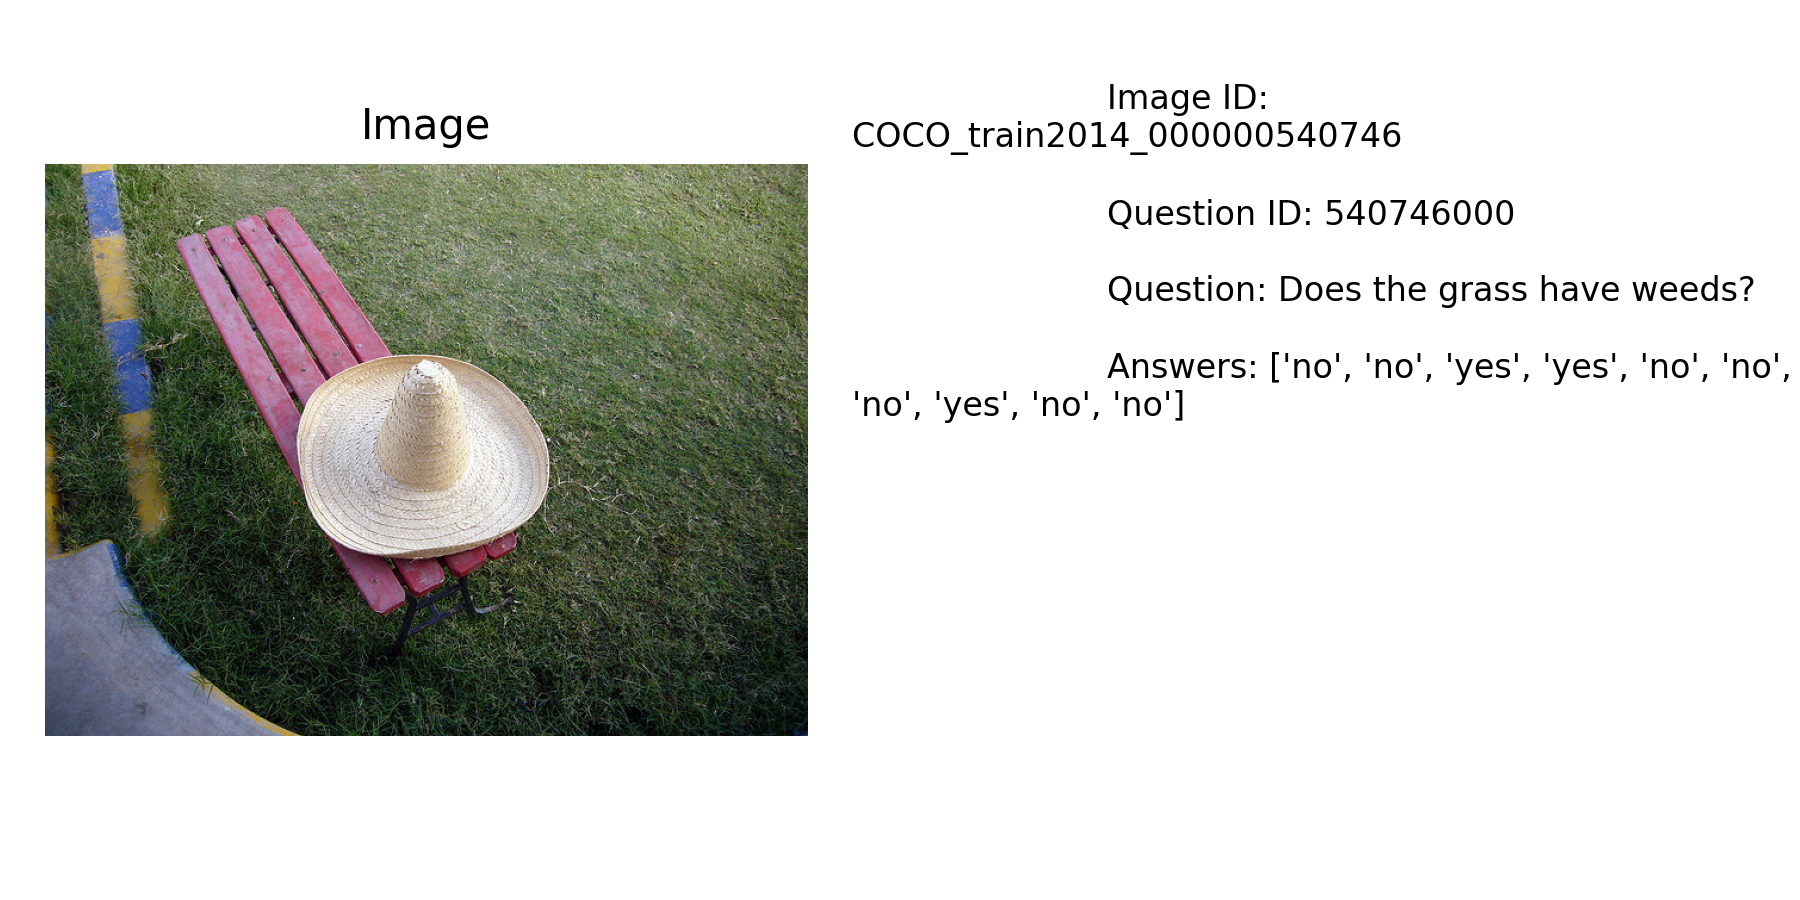 Image
Image ID:
COCO_train2014_000000540746
Question ID: 540746000
Question: Does the grass have weeds?
Answers: ['no', 'no', 'yes', 'yes', 'no', 'no',
'no', 'yes', 'no', 'no']